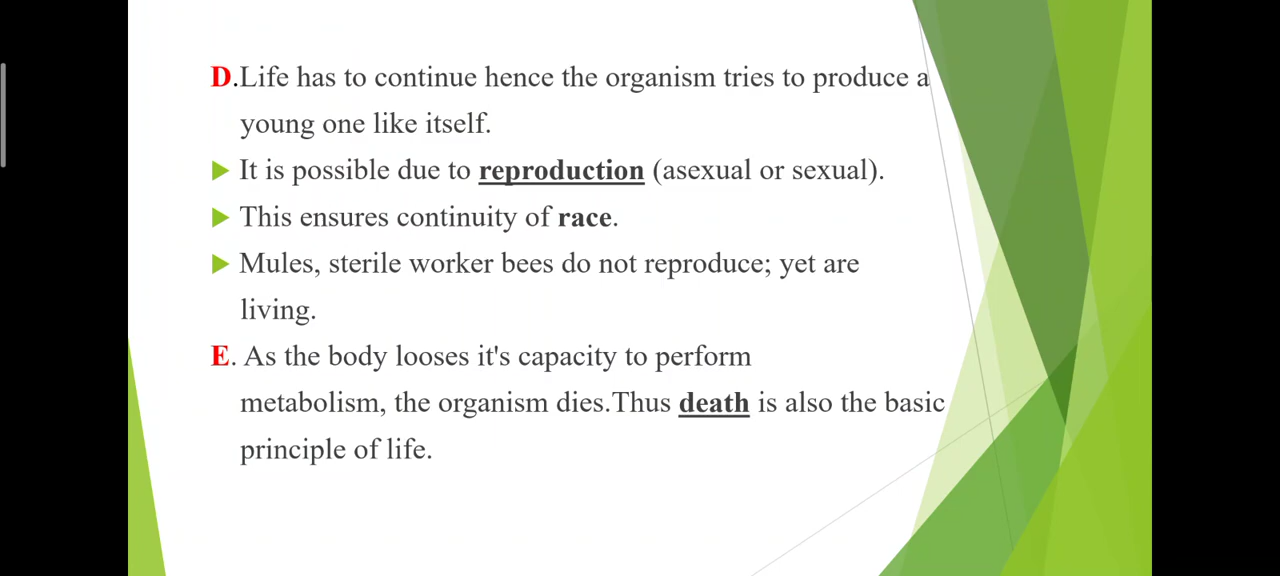 D.Life has to continue hence the organism tries to produce a
young one like itself.
It is possible due to reproduction (asexual or sexual).
This ensures continuity of race.
Mules, sterile worker bees do not reproduce; yet are
living.
E. As the body looses it's capacity to perform
metabolism, the organism dies.Thus death is also the basic
principle of life.